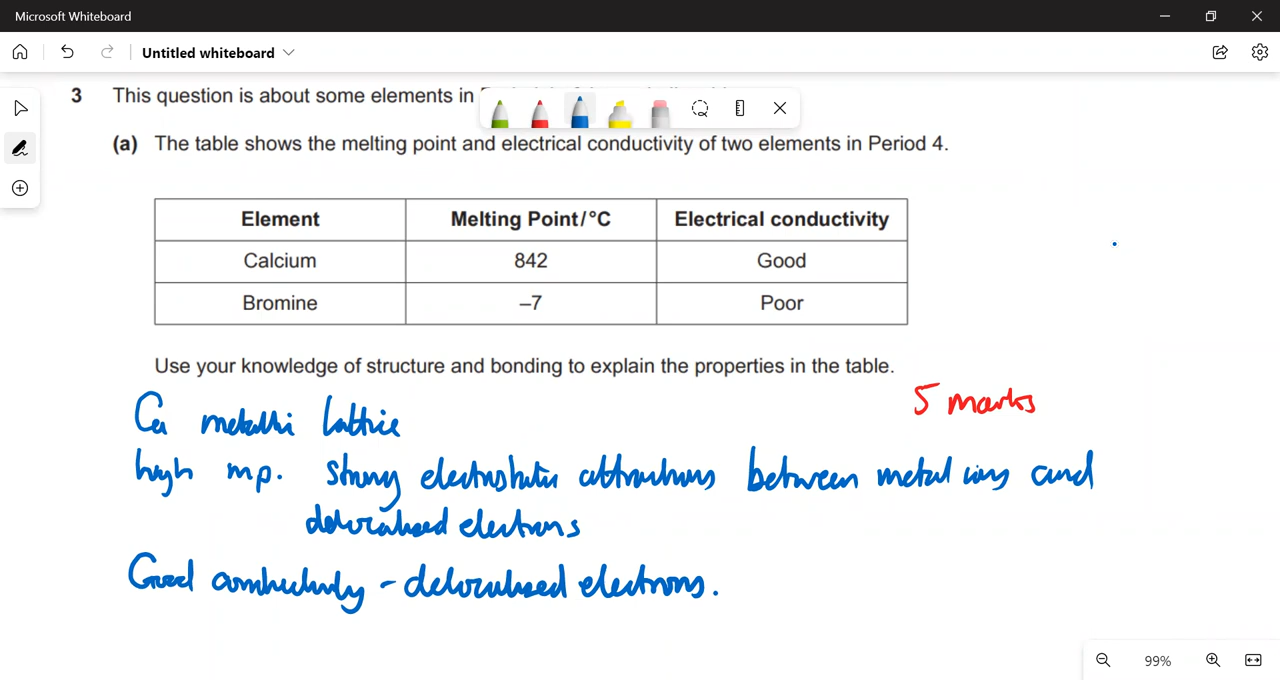 Microsoft Whiteboard
Untitled whiteboard
3 This question is about some elements in
(a) The table shows the melting point and electrical conductivity of two elements in Period 4.
Element Melting Point/°C Electrical conductivity
Calcium 842 Good
Bromine –7 Poor
Use your knowledge of structure and bonding to explain the properties in the table.
5 marks
Ca metallic lattice
high mp. strong electrostatic attractions between metal ions and
delocalised electrons
Good conductivity - delocalised electrons.
99%